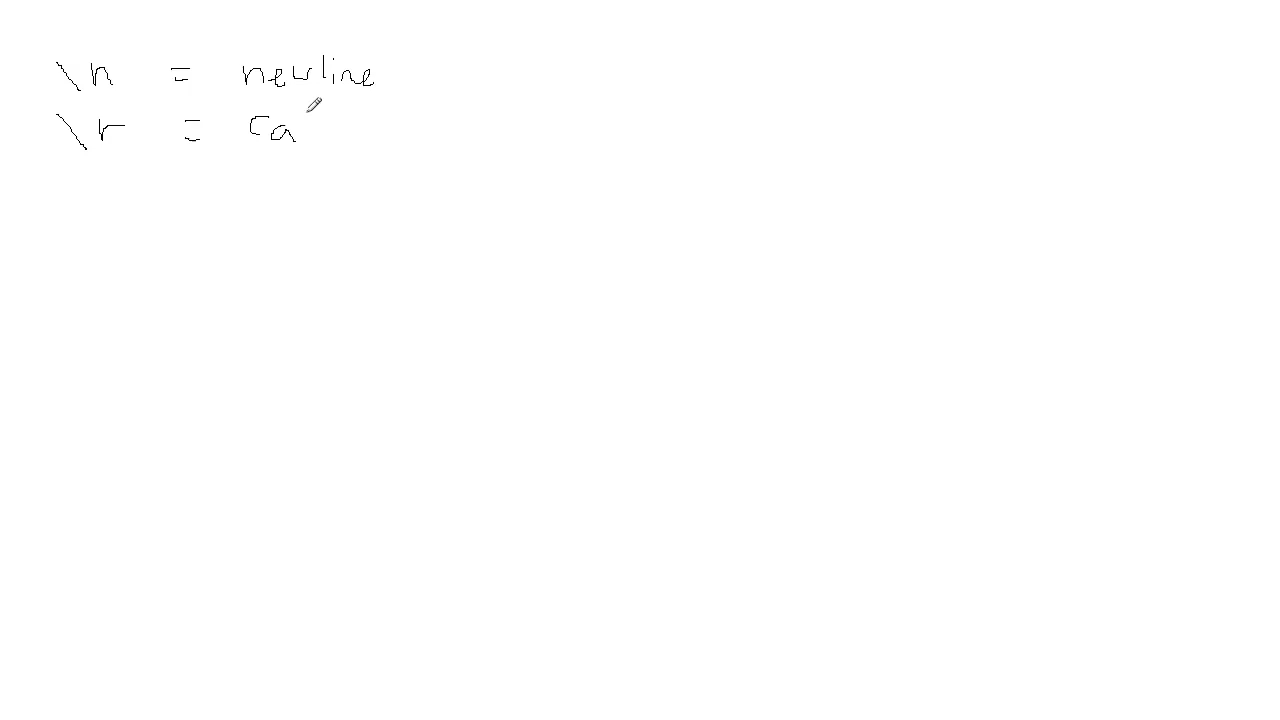 \n = newline
\r = ca